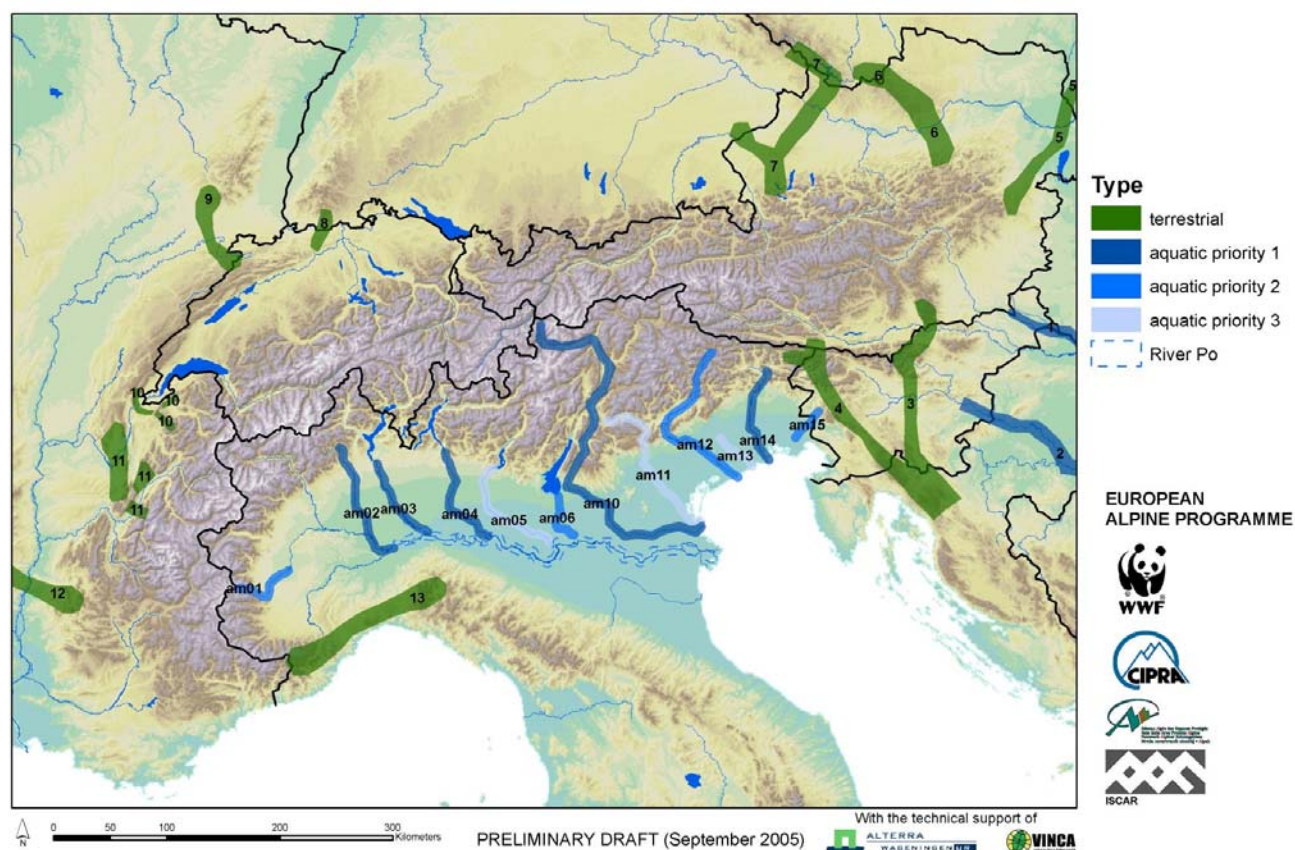 7
6
5
7
6
5
9
8
Type
terrestrial
aquatic priority 1
aquatic priority 2
aquatic priority 3
River Po
10
10
10
4
3
am15
am12
am14
am13
11
11
11
am11
2
am02
am03
am04
am05
am06
am10
am01
12
13
EUROPEAN
ALPINE PROGRAMME
WWF
CIPRA
ISCAR
N
0 50 100 200 300
Kilometers
PRELIMINARY DRAFT (September 2005)
With the technical support of
ALTERRA
WAGENINGEN UR
VINCA